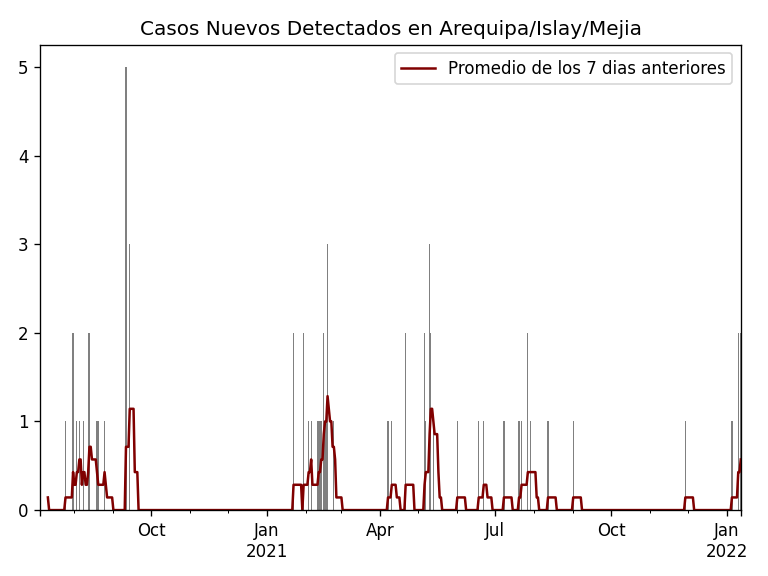 Casos Nuevos Detectados en Arequipa/Islay/Mejia
Promedio de los 7 dias anteriores
5
4
3
2
1
0
Oct
Jan
2021
Apr
Jul
Oct
Jan
2022